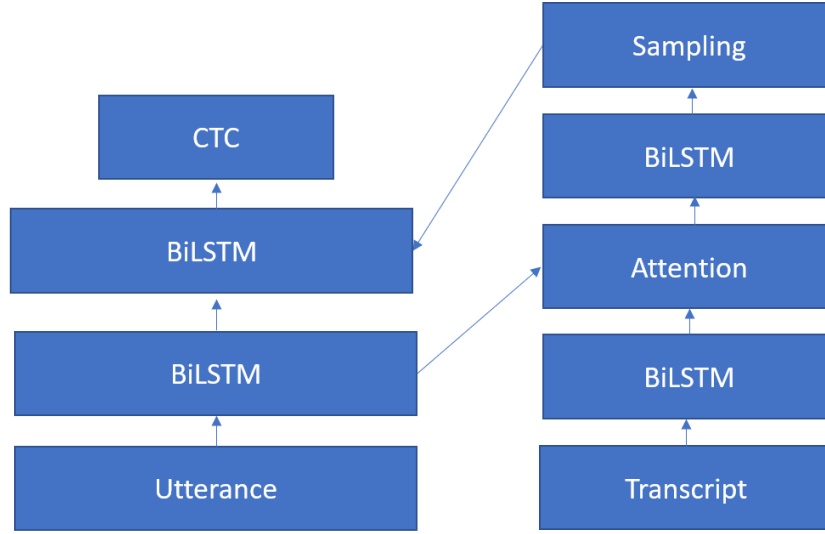 Sampling
CTC
BiLSTM
BiLSTM
Attention
BiLSTM
BiLSTM
Utterance
Transcript